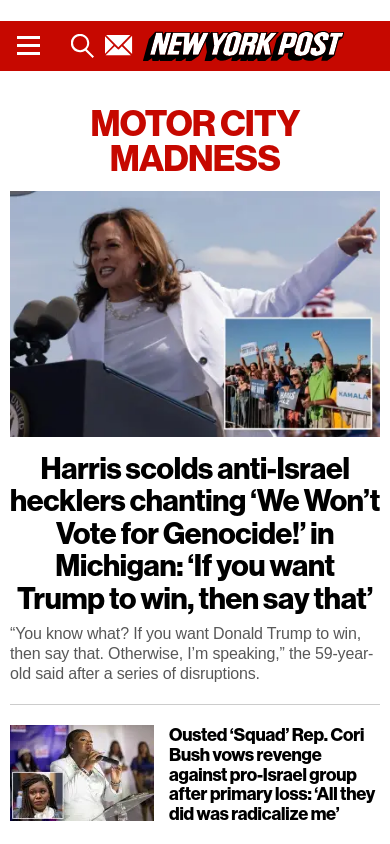 NEW YORK POST
MOTOR CITY
MADNESS
KAMALA
Harris scolds anti-Israel
hecklers chanting ‘We Won’t
Vote for Genocide!’ in
Michigan: ‘If you want
Trump to win, then say that’
“You know what? If you want Donald Trump to win,
then say that. Otherwise, I’m speaking,” the 59-year-
old said after a series of disruptions.
Ousted ‘Squad’ Rep. Cori
Bush vows revenge
against pro-Israel group
after primary loss: ‘All they
did was radicalize me’